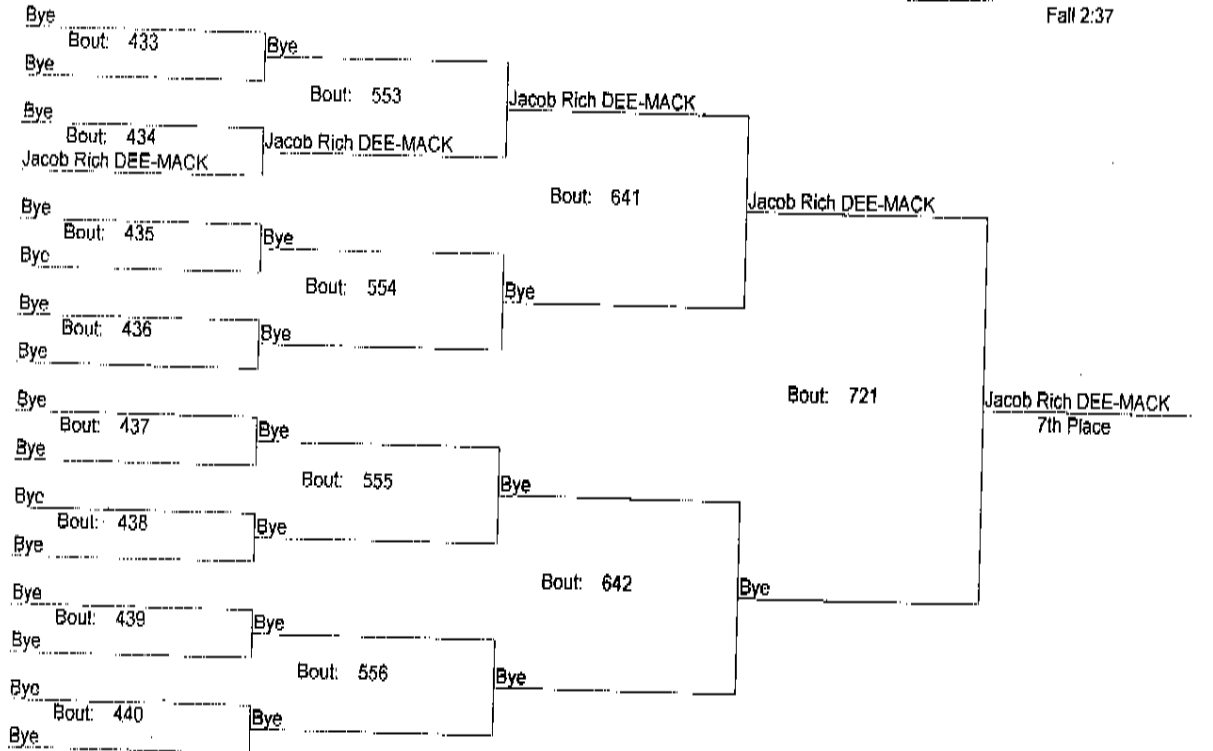 Fall 2:37
Bye
Bout: 433
Bye
Bye
Bout: 553
Bye
Bout: 434
Jacob Rich DEE-MACK
Jacob Rich DEE-MACK
Jacob Rich DEE-MACK
Bout: 641
Bye
Bout: 435
Byc
Bye
Bout: 554
Bye
Bout: 436
Bye
Bye
Bye
Jacob Rich DEE-MACK
Bout: 721
Bye
Bout: 437
Bye
Bye
Bout: 555
Byc
Bout: 438
Bye
Bye
Bye
Bout: 642
Bye
Bout: 439
Bye
Bye
Bout: 556
Byc
Bout: 440
Bye
Bye
Bye
Bye
Jacob Rich DEE-MACK
7th Place